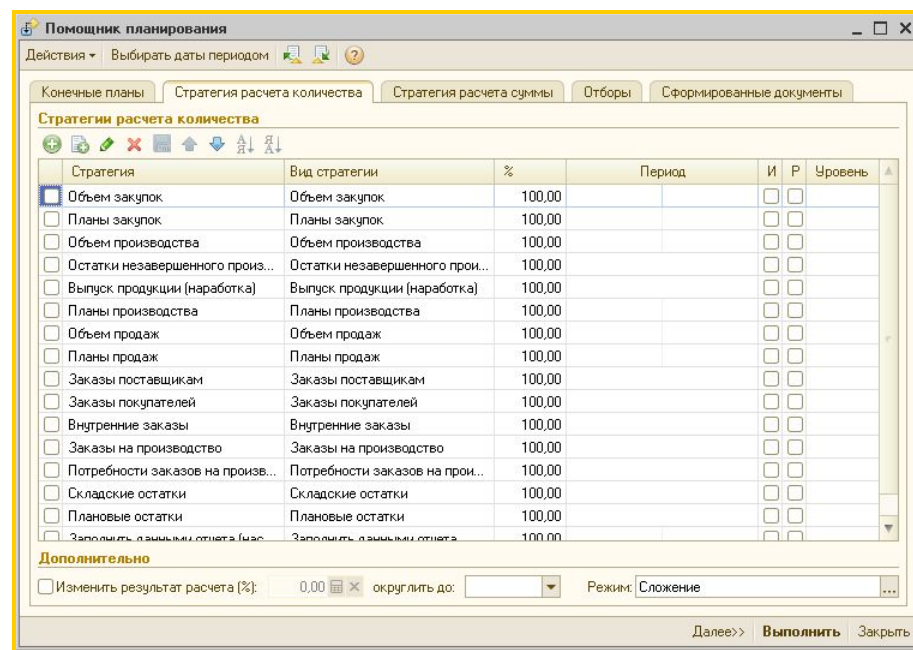 Помощник планирования
Действия Выбирать даты периодом
Конечные планы Стратегия расчета количества Стратегия расчета суммы Отборы Сформированные документы
Стратегии расчета количества
Стратегия Вид стратегии % Период И Р Уровень
Объем закупок Объем закупок 100,00
Планы закупок Планы закупок 100,00
Объем производства Объем производства 100,00
Остатки незавершенного произ... Остатки незавершенного прои... 100,00
Выпуск продукции (наработка) Выпуск продукции (наработка) 100,00
Планы производства Планы производства 100,00
Объем продаж Объем продаж 100,00
Планы продаж Планы продаж 100,00
Заказы поставщикам Заказы поставщикам 100,00
Заказы покупателей Заказы покупателей 100,00
Внутренние заказы Внутренние заказы 100,00
Заказы на производство Заказы на производство 100,00
Потребности заказов на произв... Потребности заказов на прои... 100,00
Складские остатки Складские остатки 100,00
Плановые остатки Плановые остатки 100,00
Заполнить данными отчета (нас Заполнить данными отчета 100,00
Дополнительно
Изменить результат расчета (%): 0,00 округлить до: Режим: Сложение ...
Далее>> Выполнить Закрыть